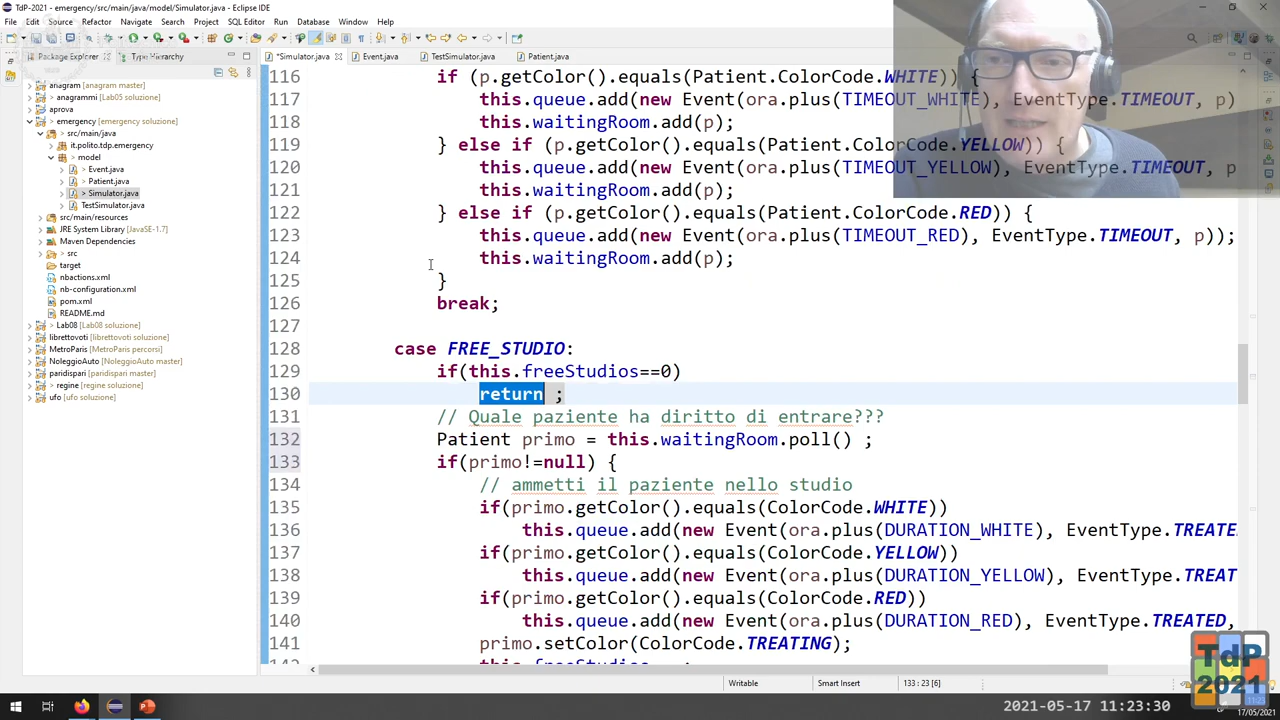 TdP-2021 - emergency/src/main/java/model/Simulator.java - Eclipse IDE
File Edit Source Refactor Navigate Search Project SQL Editor Run Database Window Help
Package Explorer Type Hierarchy
*Simulator.java Event.java TestSimulator.java Patient.java
anagram [anagram master]
> anagrammi [Lab05 soluzione]
aprova
> emergency [emergency soluzione]
> src/main/java
> it.polito.tdp.emergency
> model
> Event.java
> Patient.java
> Simulator.java
TestSimulator.java
src/main/resources
JRE System Library [JavaSE-1.7]
Maven Dependencies
> src
target
nbactions.xml
nb-configuration.xml
pom.xml
README.md
> Lab08 [Lab08 soluzione]
librettovoti [librettovoti master]
MetroParis [MetroParis percorsi]
NoleggioAuto [NoleggioAuto master]
paridispari [paridispari master]
> regine [regine soluzione]
ufo [ufo soluzione]
116 if (p.getColor().equals(Patient.ColorCode.WHITE)) {
117 this.queue.add(new Event(ora.plus(TIMEOUT_WHITE), EventType.TIMEOUT, p)
118 this.waitingRoom.add(p);
119 } else if (p.getColor().equals(Patient.ColorCode.YELLOW)) {
120 this.queue.add(new Event(ora.plus(TIMEOUT_YELLOW), EventType.TIMEOUT, p
121 this.waitingRoom.add(p);
122 } else if (p.getColor().equals(Patient.ColorCode.RED)) {
123 this.queue.add(new Event(ora.plus(TIMEOUT_RED), EventType.TIMEOUT, p));
124 this.waitingRoom.add(p);
125 }
126 break;
127
128 case FREE_STUDIO:
129 if(this.freeStudios==0)
130 return ;
131 // Quale paziente ha diritto di entrare???
132 Patient primo = this.waitingRoom.poll() ;
133 if(primo!=null) {
134 // ammetti il paziente nello studio
135 if(primo.getColor().equals(ColorCode.WHITE))
136 this.queue.add(new Event(ora.plus(DURATION_WHITE), EventType.TREATE
137 if(primo.getColor().equals(ColorCode.YELLOW))
138 this.queue.add(new Event(ora.plus(DURATION_YELLOW), EventType.TREAT
139 if(primo.getColor().equals(ColorCode.RED))
140 this.queue.add(new Event(ora.plus(DURATION_RED), EventType.TREATED,
141 primo.setColor(ColorCode.TREATING);
Writable Smart Insert 133 : 23 [6]
TdP
2021
2021-05-17 11:23:30
17/05/2021